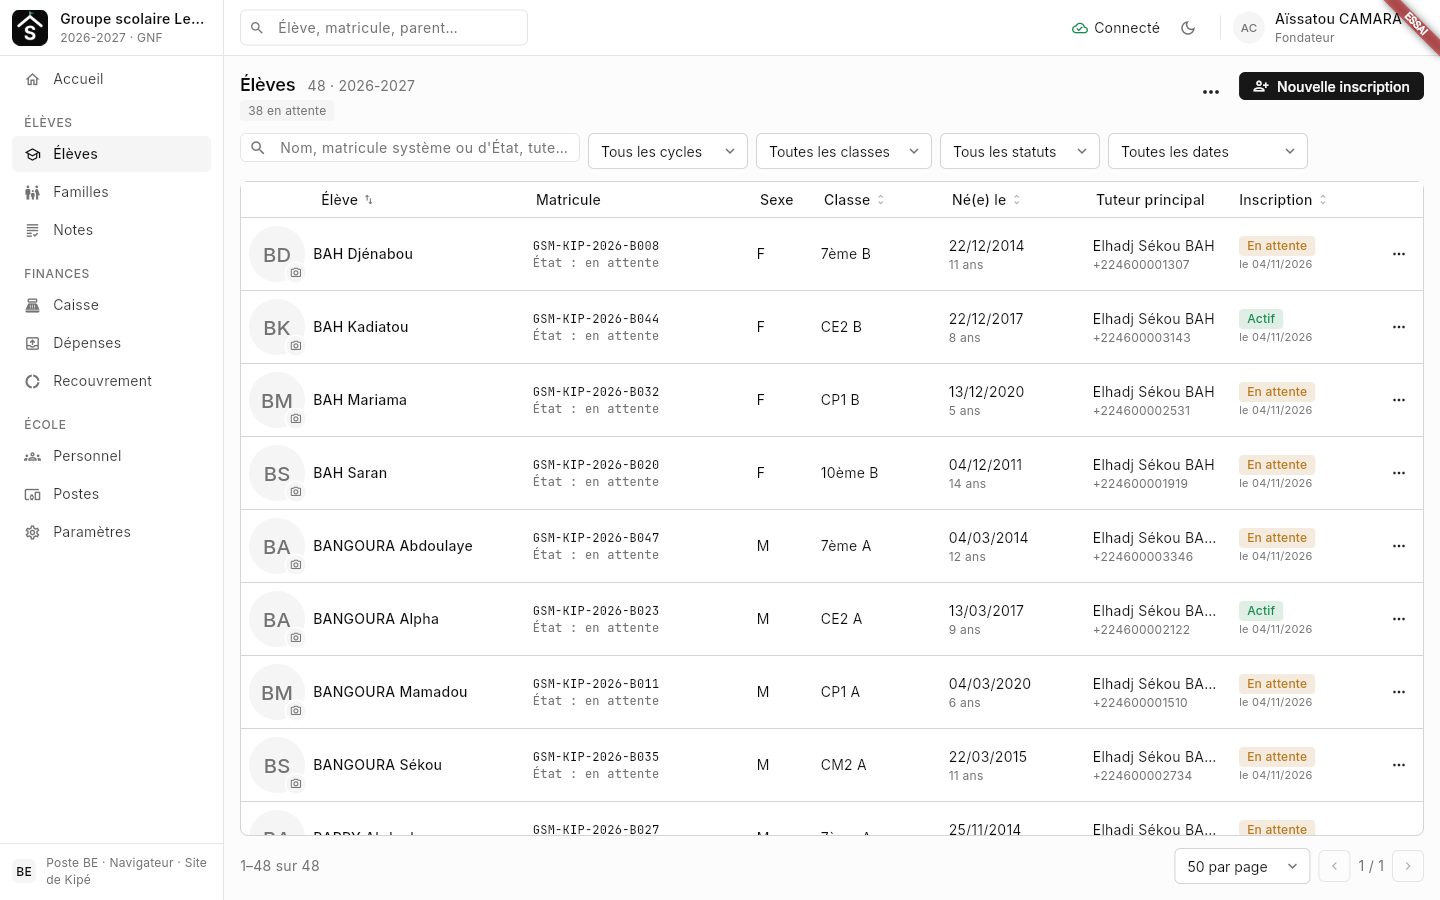 Groupe scolaire Le...
2026-2027 · GNF
Élève, matricule, parent...
Connecté
AC
Aïssatou CAMARA
Fondateur
ESSAI
Accueil
ÉLÈVES
Élèves
Familles
Notes
FINANCES
Caisse
Dépenses
Recouvrement
ÉCOLE
Personnel
Postes
Paramètres
BE
Poste BE · Navigateur · Site
de Kipé
Élèves 48 · 2026-2027
38 en attente
Nouvelle inscription
Nom, matricule système ou d'État, tute...
Tous les cycles
Toutes les classes
Tous les statuts
Toutes les dates
Élève Matricule Sexe Classe Né(e) le Tuteur principal Inscription
BD BAH Djénabou GSM-KIP-2026-B008 F 7ème B 22/12/2014 Elhadj Sékou BAH En attente
État : en attente 11 ans +224600001307 le 04/11/2026
BK BAH Kadiatou GSM-KIP-2026-B044 F CE2 B 22/12/2017 Elhadj Sékou BAH Actif
État : en attente 8 ans +224600003143 le 04/11/2026
BM BAH Mariama GSM-KIP-2026-B032 F CP1 B 13/12/2020 Elhadj Sékou BAH En attente
État : en attente 5 ans +224600002531 le 04/11/2026
BS BAH Saran GSM-KIP-2026-B020 F 10ème B 04/12/2011 Elhadj Sékou BAH En attente
État : en attente 14 ans +224600001919 le 04/11/2026
BA BANGOURA Abdoulaye GSM-KIP-2026-B047 M 7ème A 04/03/2014 Elhadj Sékou BA... En attente
État : en attente 12 ans +224600003346 le 04/11/2026
BA BANGOURA Alpha GSM-KIP-2026-B023 M CE2 A 13/03/2017 Elhadj Sékou BA... Actif
État : en attente 9 ans +224600002122 le 04/11/2026
BM BANGOURA Mamadou GSM-KIP-2026-B011 M CP1 A 04/03/2020 Elhadj Sékou BA... En attente
État : en attente 6 ans +224600001510 le 04/11/2026
BS BANGOURA Sékou GSM-KIP-2026-B035 M CM2 A 22/03/2015 Elhadj Sékou BA... En attente
État : en attente 11 ans +224600002734 le 04/11/2026
GSM-KIP-2026-B027 25/11/2014 Elhadj Sékou BA... En attente
1–48 sur 48
50 par page
1 / 1